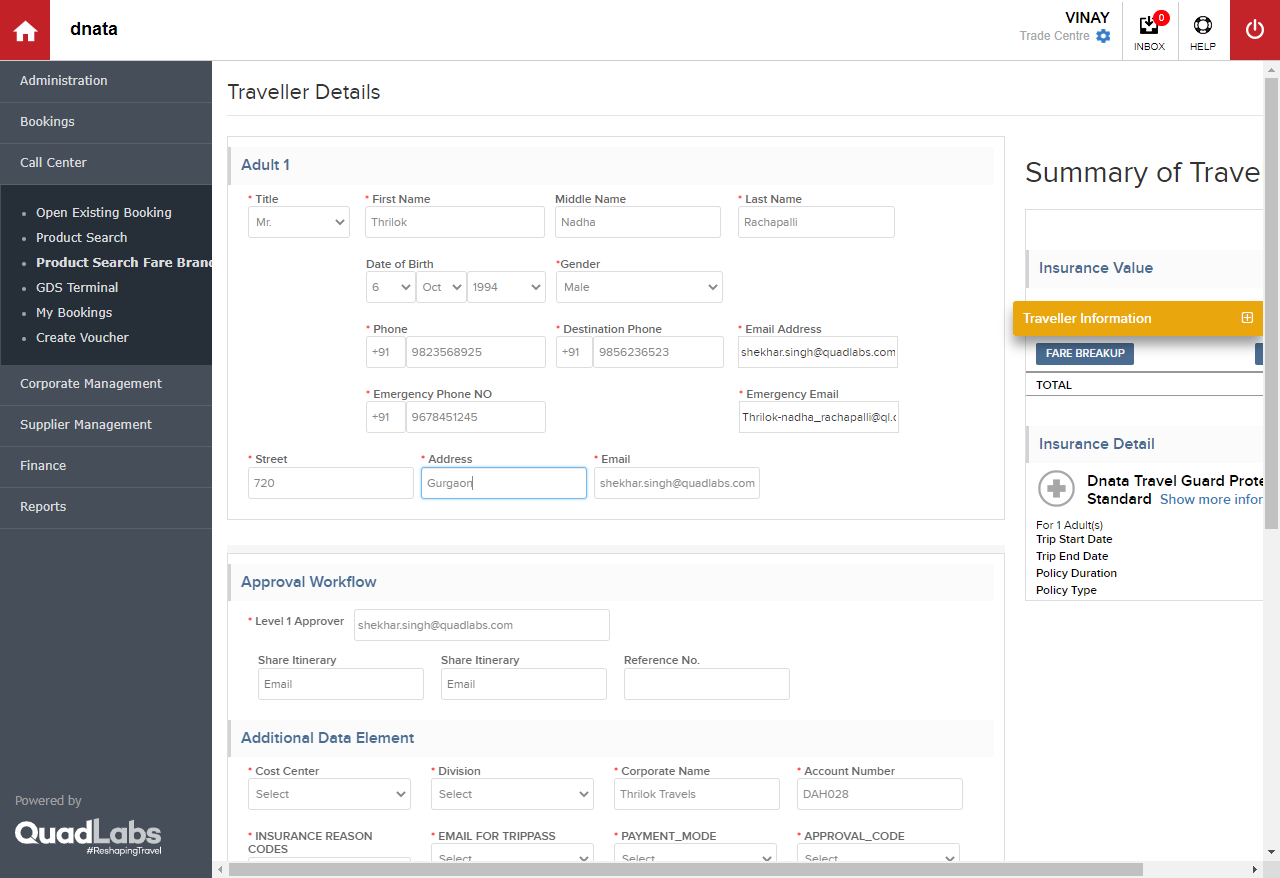 dnata
VINAY
Trade Centre
0
INBOX
HELP
Administration
Bookings
Call Center
Open Existing Booking
Product Search
Product Search Fare Bran
GDS Terminal
My Bookings
Create Voucher
Corporate Management
Supplier Management
Finance
Reports
Powered by
QuadLabs
#ReshapingTravel
Traveller Details
Adult 1
* Title * First Name Middle Name * Last Name
Mr. Thrilok Nadha Rachapalli
Date of Birth *Gender
6 Oct 1994 Male
* Phone * Destination Phone * Email Address
+91 9823568925 +91 9856236523 shekhar.singh@quadlabs.com
* Emergency Phone NO * Emergency Email
+91 9678451245 Thrilok-nadha_rachapalli@ql.c
* Street * Address * Email
720 Gurgaon shekhar.singh@quadlabs.com
Approval Workflow
* Level 1 Approver shekhar.singh@quadlabs.com
Share Itinerary Share Itinerary Reference No.
Email Email
Additional Data Element
* Cost Center * Division * Corporate Name * Account Number
Select Select Thrilok Travels DAH028
* INSURANCE REASON CODES * EMAIL FOR TRIPPASS * PAYMENT_MODE * APPROVAL_CODE
Select Select Select
Summary of Trave
Insurance Value
Traveller Information
FARE BREAKUP
TOTAL
Insurance Detail
Dnata Travel Guard Prote
Standard Show more infor
For 1 Adult(s)
Trip Start Date
Trip End Date
Policy Duration
Policy Type